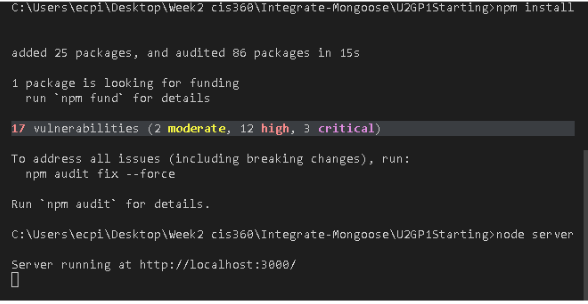 C:\Users\ecpi\Desktop\Week2 cis360\Integrate-Mongoose\U2GP1Starting>npm install
added 25 packages, and audited 86 packages in 15s
1 package is looking for funding
  run `npm fund` for details
17 vulnerabilities (2 moderate, 12 high, 3 critical)
To address all issues (including breaking changes), run:
  npm audit fix --force
Run `npm audit` for details.
C:\Users\ecpi\Desktop\Week2 cis360\Integrate-Mongoose\U2GP1Starting>node server
Server running at http://localhost:3000/